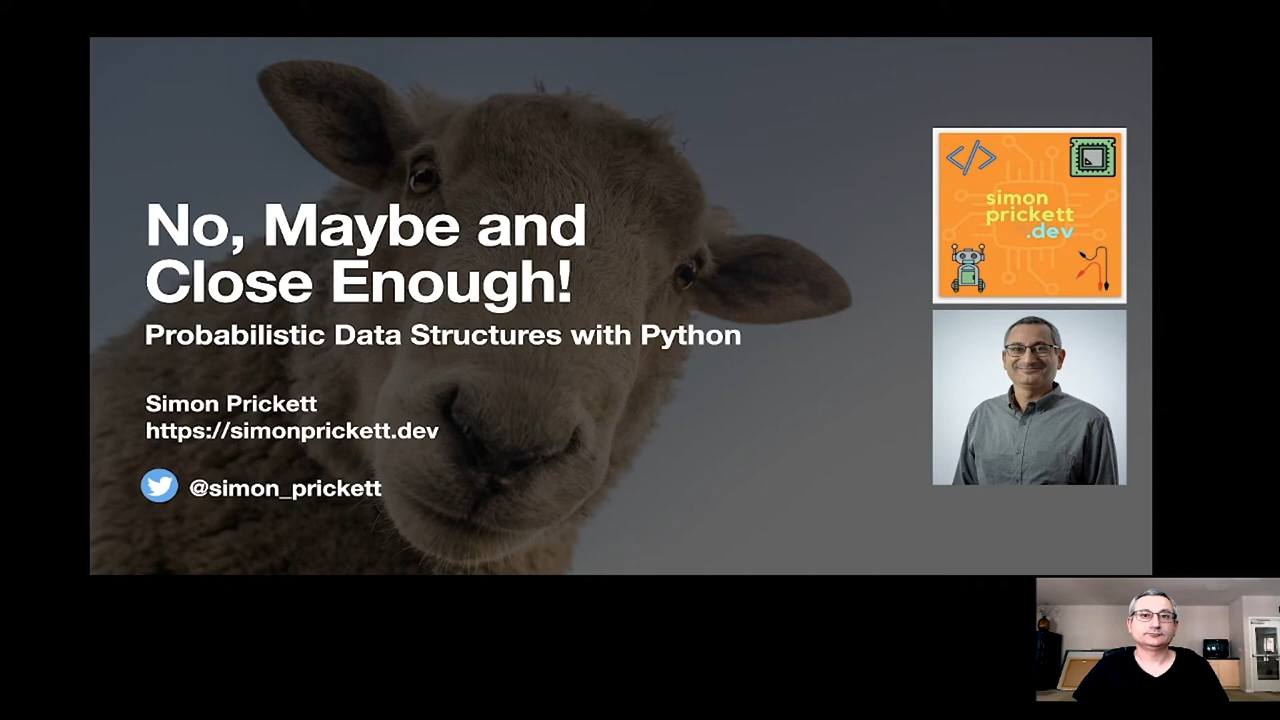 No, Maybe and
Close Enough!
Probabilistic Data Structures with Python
Simon Prickett
https://simonprickett.dev
@simon_prickett
</>
simon
prickett
.dev